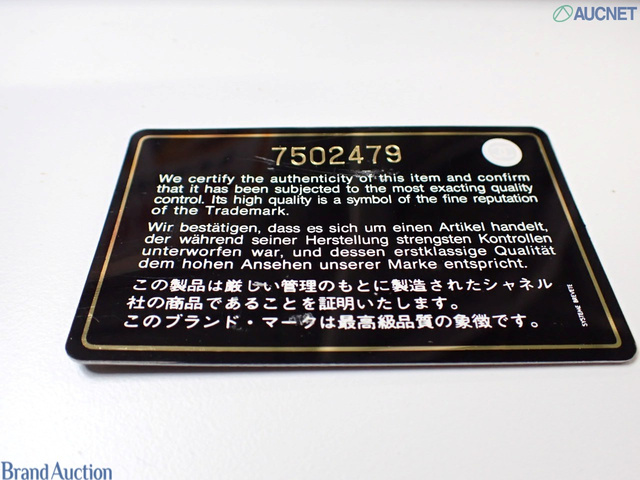 AUCNET
7502479
We certify the authenticity of this item and confirm
that it has been subjected to the most exacting quality
control. Its high quality is a symbol of the fine reputation
of the Trademark.
Wir bestätigen, dass es sich um einen Artikel handelt,
der während seiner Herstellung strengsten Kontrollen
unterworfen war, und dessen erstklassige Qualität
dem hohen Ansehen unserer Marke entspricht.
この製品は厳しい管理のもとに製造されたシャネル
社の商品であることを証明いたします。
このブランド・マークは最高級品質の象徴です。
Brand Auction